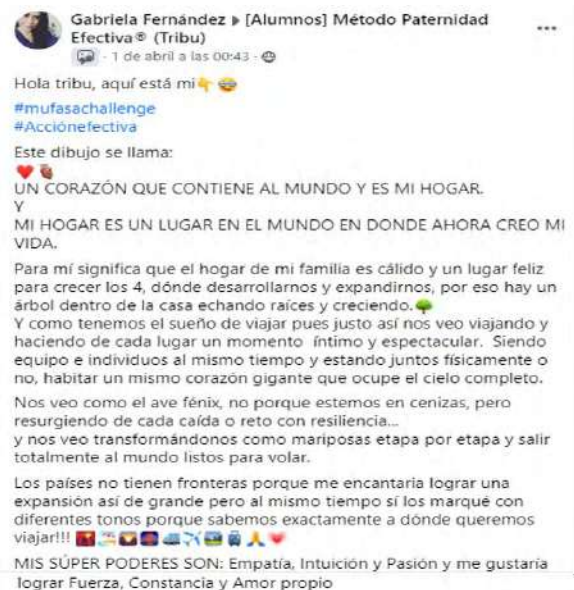 Gabriela Fernández ▸ [Alumnos] Método Paternidad
Efectiva® (Tribu)
· 1 de abril a las 00:43 ·
Hola tribu, aquí está mi👇 😂
#mufasachallenge
#Acciónefectiva
Este dibujo se llama:
❤️ 🫀
UN CORAZÓN QUE CONTIENE AL MUNDO Y ES MI HOGAR.
Y
MI HOGAR ES UN LUGAR EN EL MUNDO EN DONDE AHORA CREO MI
VIDA.
Para mí significa que el hogar de mi familia es cálido y un lugar feliz
para crecer los 4, dónde desarrollarnos y expandirnos, por eso hay un
árbol dentro de la casa echando raíces y creciendo.🌳
Y como tenemos el sueño de viajar pues justo así nos veo viajando y
haciendo de cada lugar un momento íntimo y espectacular. Siendo
equipo e individuos al mismo tiempo y estando juntos físicamente o
no, habitar un mismo corazón gigante que ocupe el cielo completo.
Nos veo como el ave fénix, no porque estemos en cenizas, pero
resurgiendo de cada caída o reto con resiliencia...
y nos veo transformándonos como mariposas etapa por etapa y salir
totalmente al mundo listos para volar.
Los países no tienen fronteras porque me encantaria lograr una
expansión así de grande pero al mismo tiempo sí los marqué con
diferentes tonos porque sabemos exactamente a dónde queremos
viajar!!!
MIS SÚPER PODERES SON: Empatía, Intuición y Pasión y me gustaría
lograr Fuerza, Constancia y Amor propio